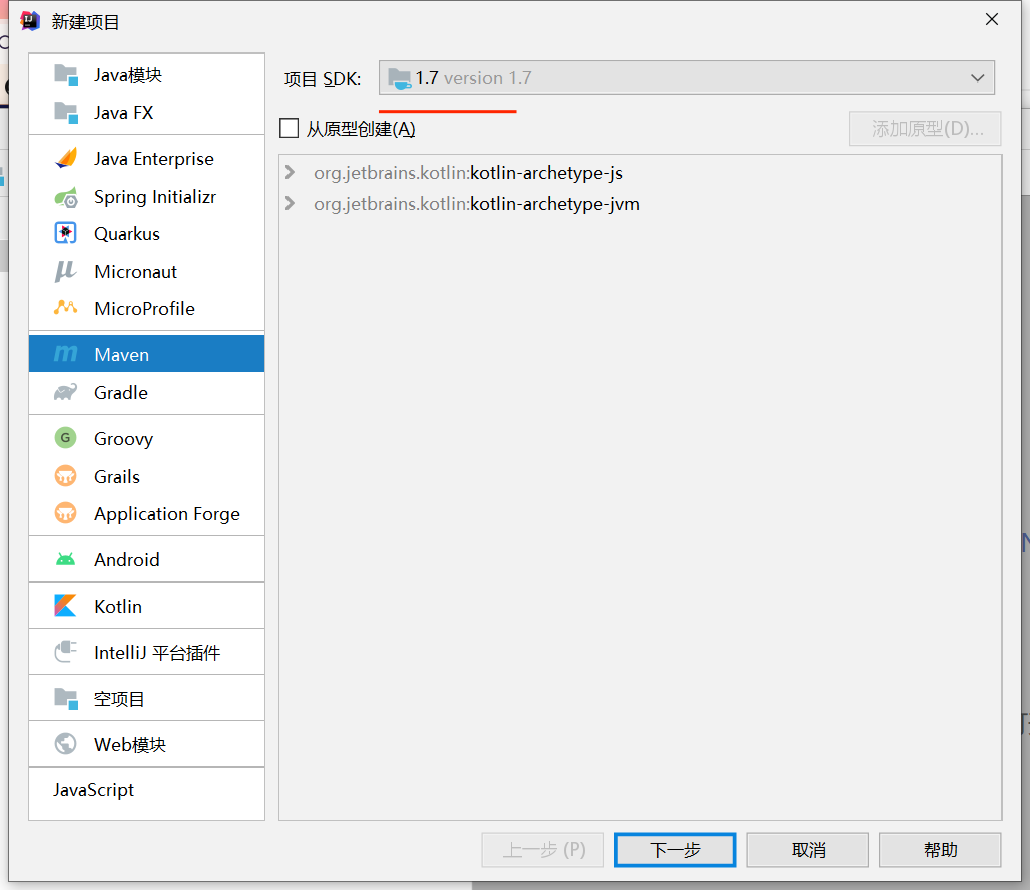 新建项目
Java模块
Java FX
Java Enterprise
Spring Initializr
Quarkus
Micronaut
MicroProfile
Maven
Gradle
Groovy
Grails
Application Forge
Android
Kotlin
IntelliJ 平台插件
空项目
Web模块
JavaScript
项目 SDK: 1.7 version 1.7
从原型创建(A) 添加原型(D)...
org.jetbrains.kotlin:kotlin-archetype-js
org.jetbrains.kotlin:kotlin-archetype-jvm
上一步 (P) 下一步 取消 帮助